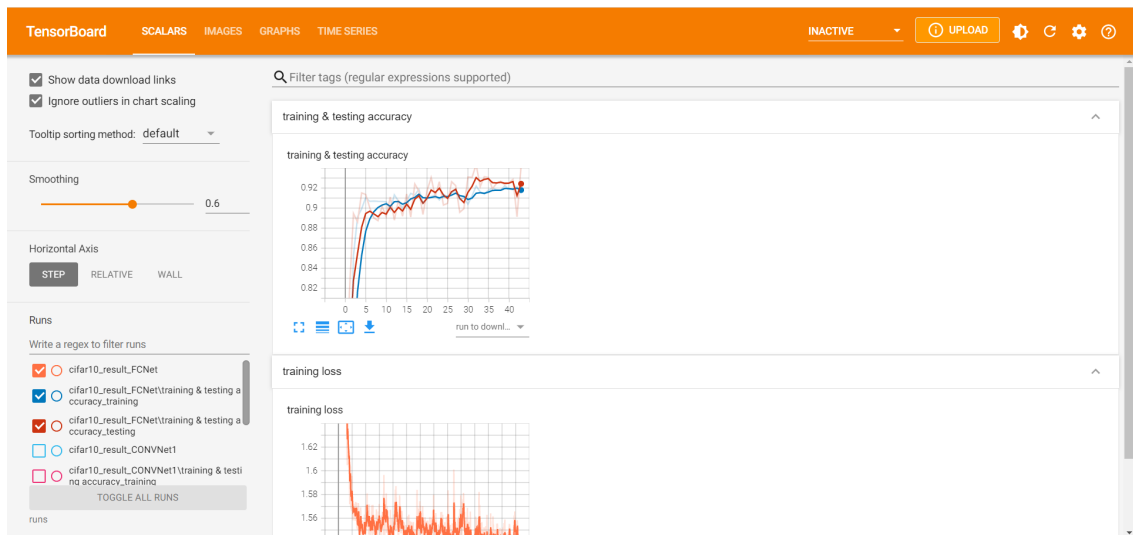 TensorBoard SCALARS IMAGES GRAPHS TIME SERIES INACTIVE UPLOAD
Show data download links
Ignore outliers in chart scaling
Tooltip sorting method: default
Smoothing
0.6
Horizontal Axis
STEP RELATIVE WALL
Runs
Write a regex to filter runs
cifar10_result_FCNet
cifar10_result_FCNet\training & testing a
ccuracy_training
cifar10_result_FCNet\training & testing a
ccuracy_testing
cifar10_result_CONVNet1
cifar10_result_CONVNet1\training & testi
ng accuracy_training
TOGGLE ALL RUNS
runs
Filter tags (regular expressions supported)
training & testing accuracy
training & testing accuracy
0.92
0.9
0.88
0.86
0.84
0.82
0 5 10 15 20 25 30 35 40
run to downl...
training loss
training loss
1.62
1.6
1.58
1.56